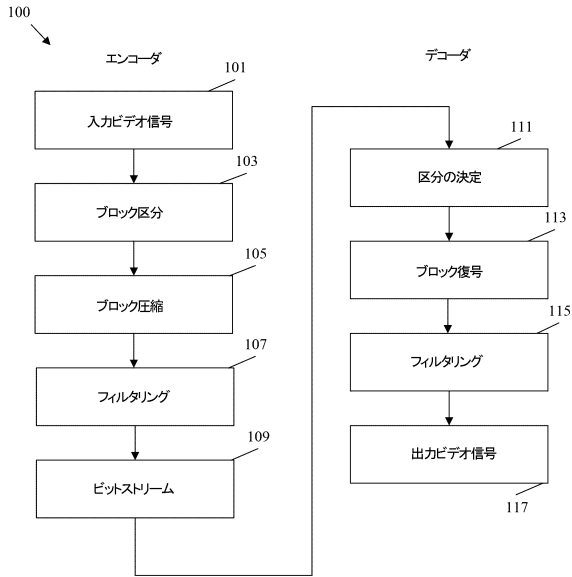 100
エンコーダ
101
入力ビデオ信号
103
ブロック区分
105
ブロック圧縮
107
フィルタリング
109
ビットストリーム
デコーダ
111
区分の決定
113
ブロック復号
115
フィルタリング
出力ビデオ信号
117